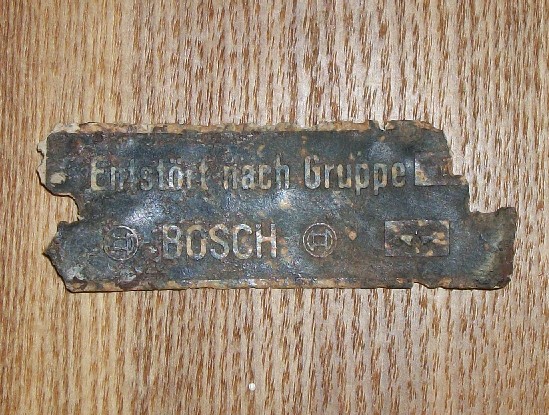 Entstört nach Gruppe
BOSCH